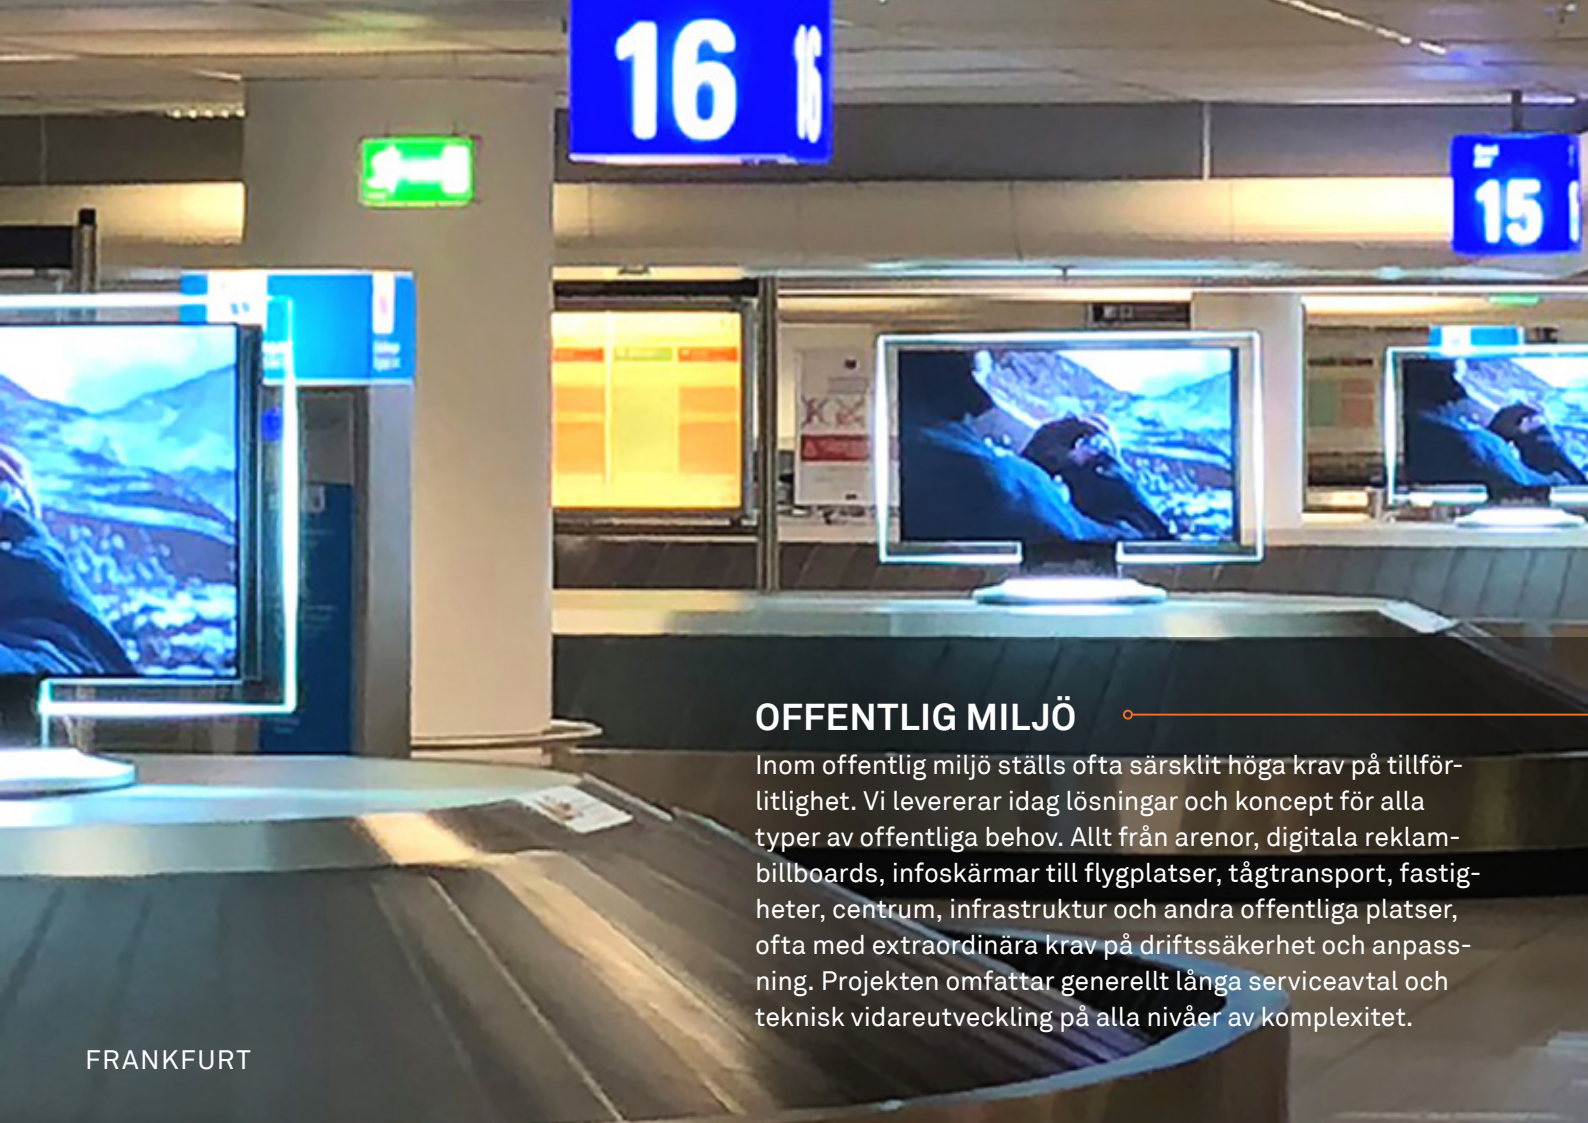 16
16
15
OFFENTLIG MILJÖ
Inom offentlig miljö ställs ofta särsklit höga krav på tillför-
litlighet. Vi levererar idag lösningar och koncept för alla
typer av offentliga behov. Allt från arenor, digitala reklam-
billboards, infoskärmar till flygplatser, tågtransport, fastig-
heter, centrum, infrastruktur och andra offentliga platser,
ofta med extraordinära krav på driftssäkerhet och anpass-
ning. Projekten omfattar generellt långa serviceavtal och
teknisk vidareutveckling på alla nivåer av komplexitet.
FRANKFURT